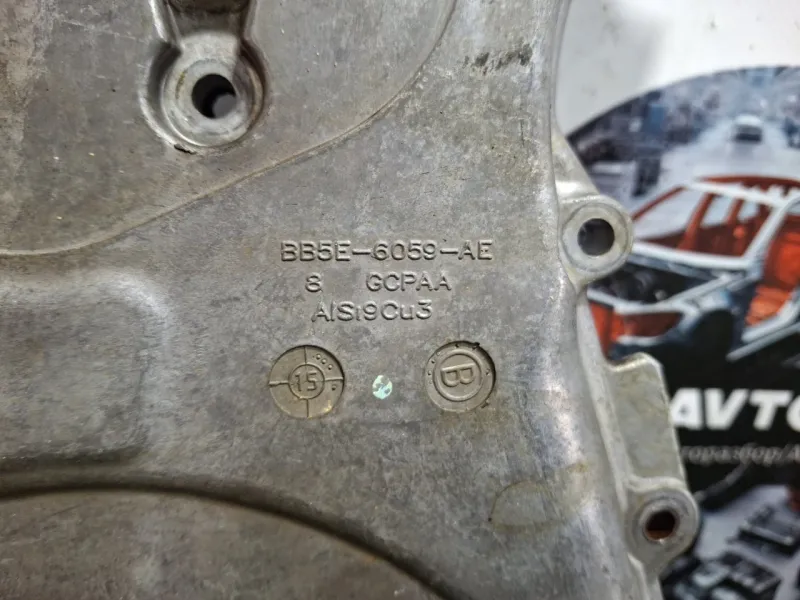 BB5E-6059-AE
8 GCPAA
AlSi9Cu3
15
B
AVTO